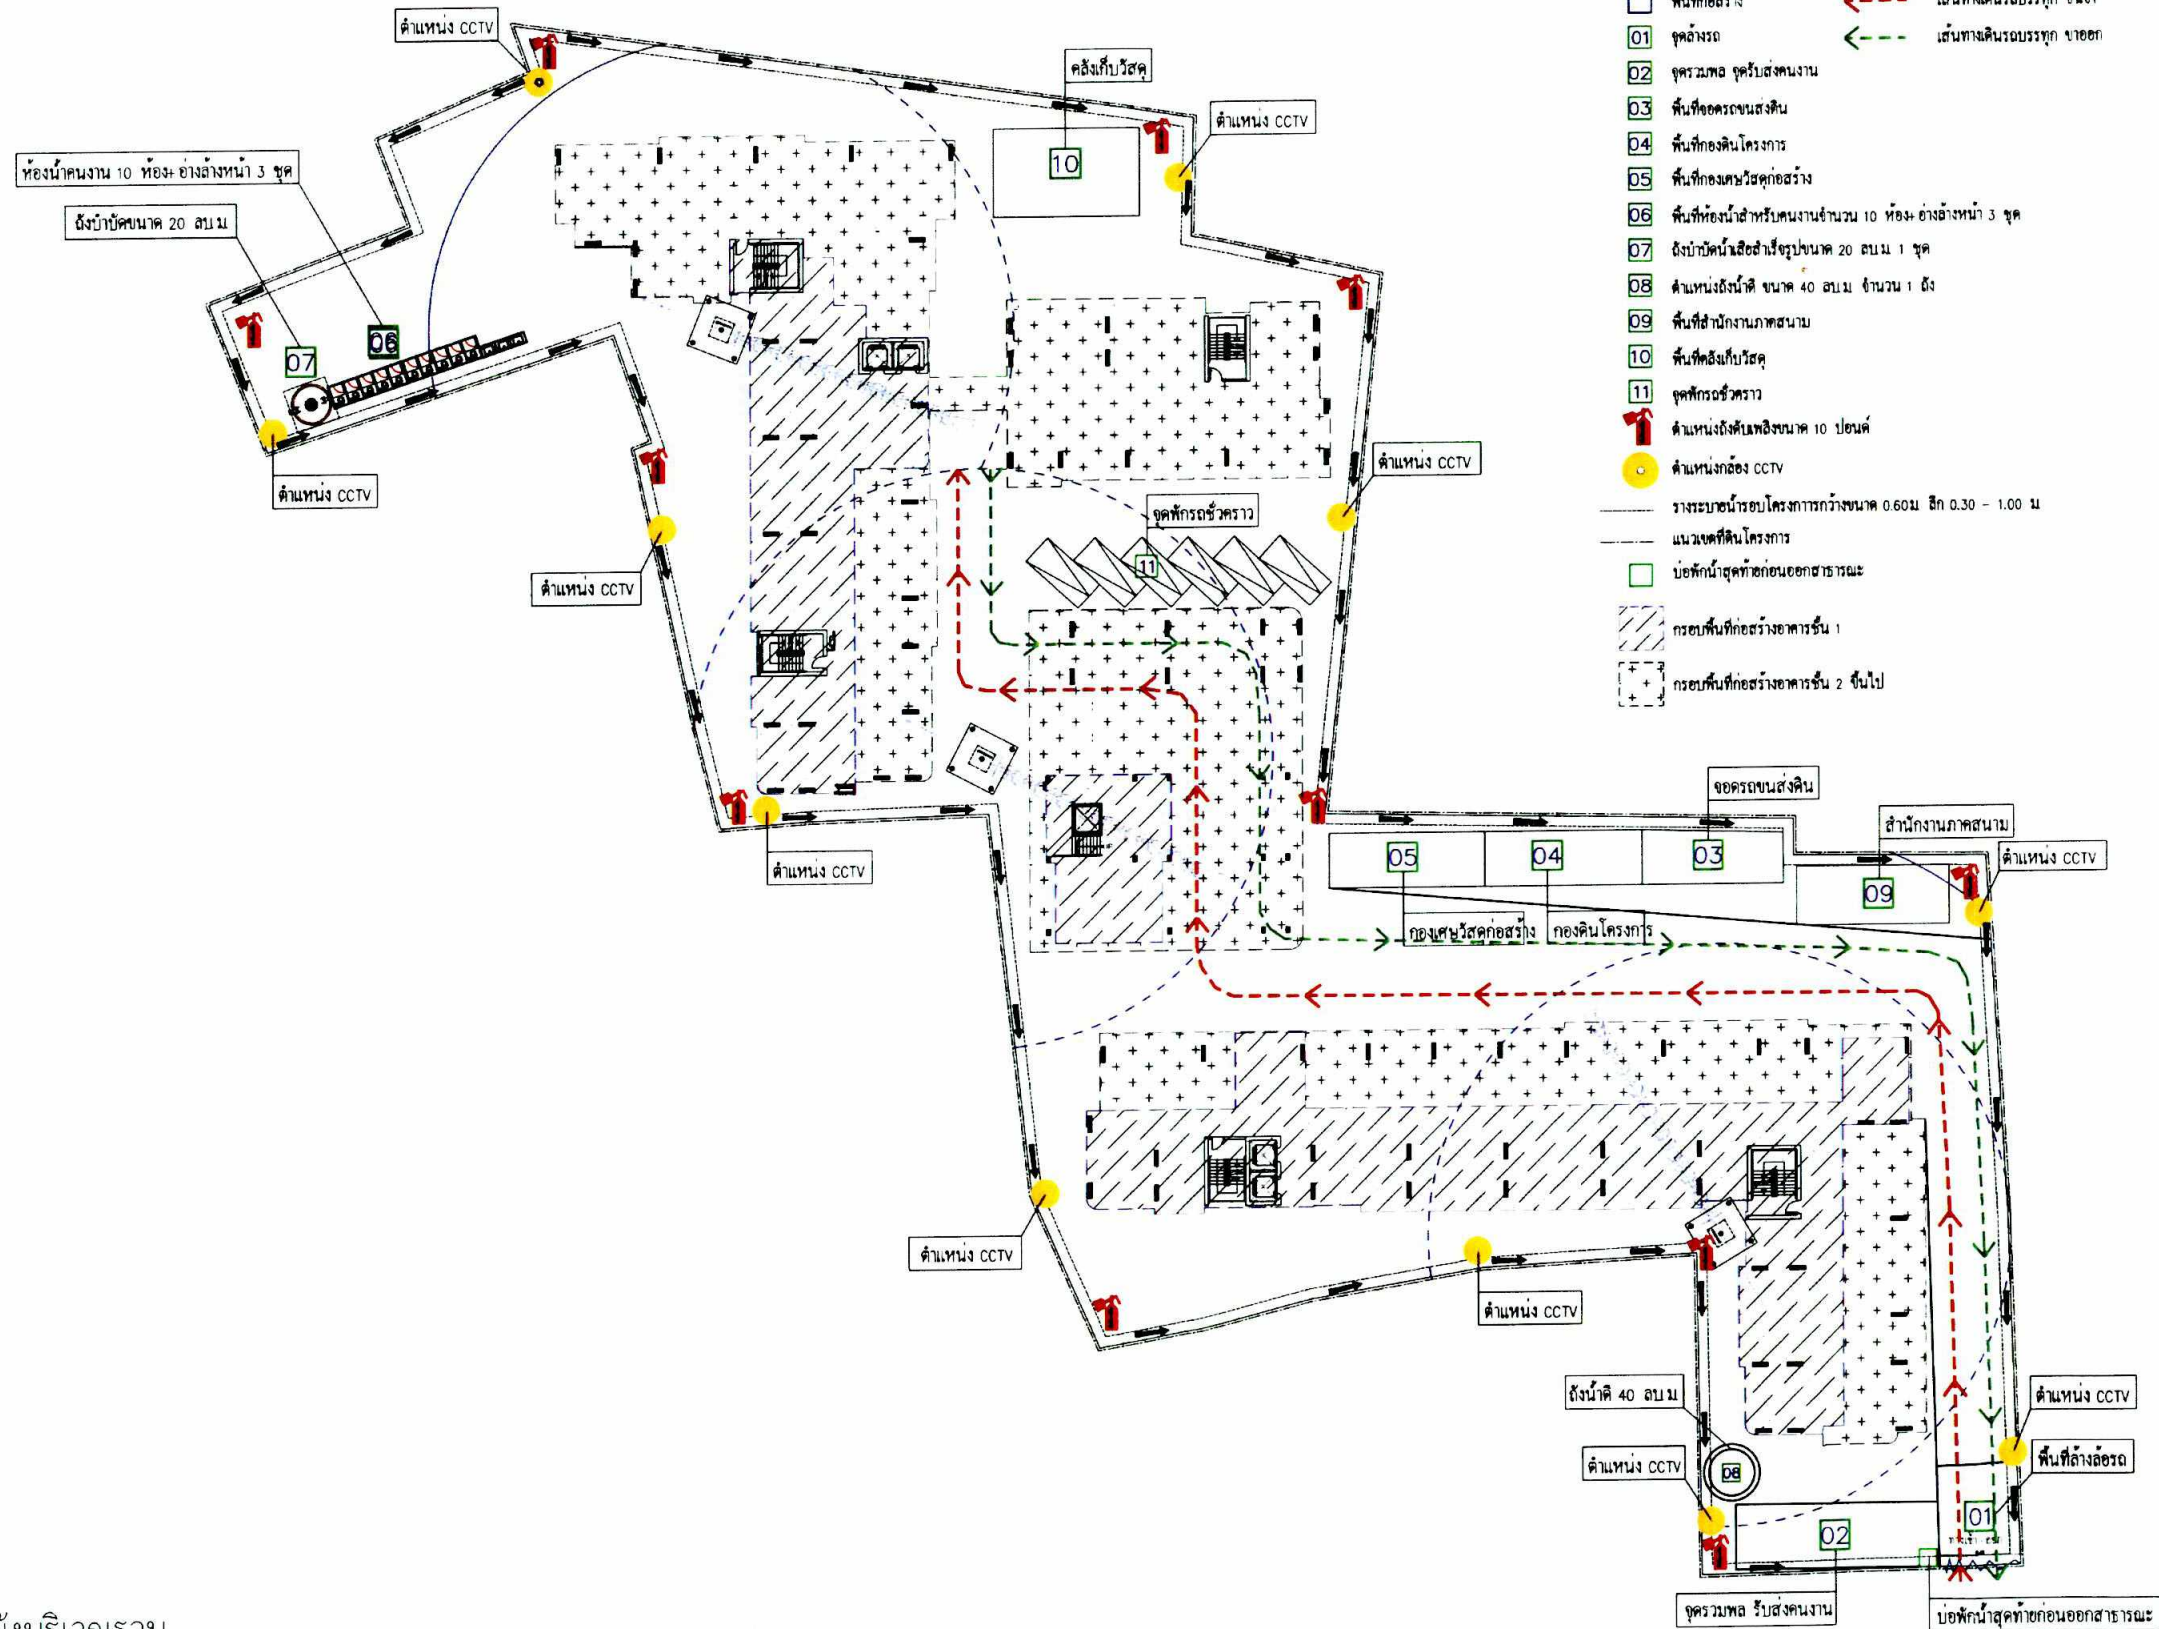 พื้นที่ก่อสร้าง
เส้นทางเดินรถบรรทุก ขาเข้า
01 จุดล้างรถ
เส้นทางเดินรถบรรทุก ขาออก
02 จุดรวมพล จุดรับส่งคนงาน
03 พื้นที่จอดรถขนส่งดิน
04 พื้นที่กองดินโครงการ
05 พื้นที่กองเศษวัสดุก่อสร้าง
06 พื้นที่ห้องน้ำสำหรับคนงานจำนวน 10 ห้อง+อ่างล้างหน้า 3 ชุด
07 ถังบำบัดน้ำเสียสำเร็จรูปขนาด 20 ลบ.ม 1 ชุด
08 ตำแหน่งถังน้ำดี ขนาด 40 ลบ.ม จำนวน 1 ถัง
09 พื้นที่สำนักงานภาคสนาม
10 พื้นที่คลังเก็บวัสดุ
11 จุดพักรถชั่วคราว
ตำแหน่งถังดับเพลิงขนาด 10 ปอนด์
ตำแหน่งกล้อง CCTV
รางระบายน้ำรอบโครงการกว้างขนาด 0.60ม ลึก 0.30 - 1.00 ม
แนวเขตที่ดินโครงการ
บ่อพักน้ำสุดท้ายก่อนออกสาธารณะ
กรอบพื้นที่ก่อสร้างอาคารชั้น 1
กรอบพื้นที่ก่อสร้างอาคารชั้น 2 ขึ้นไป
ตำแหน่ง CCTV
คลังเก็บวัสดุ
10
ตำแหน่ง CCTV
ห้องน้ำคนงาน 10 ห้อง+อ่างล้างหน้า 3 ชุด
ถังบำบัดขนาด 20 ลบ.ม
07
06
ตำแหน่ง CCTV
ตำแหน่ง CCTV
จุดพักรถชั่วคราว
11
ตำแหน่ง CCTV
จอดรถขนส่งดิน
สำนักงานภาคสนาม
ตำแหน่ง CCTV
ตำแหน่ง CCTV
05
04
03
09
กองเศษวัสดุก่อสร้าง
กองดินโครงการ
ตำแหน่ง CCTV
ตำแหน่ง CCTV
ถังน้ำดี 40 ลบ.ม
ตำแหน่ง CCTV
ตำแหน่ง CCTV
พื้นที่ล้างล้อรถ
08
01
02
จุดรวมพล รับส่งคนงาน
บ่อพักน้ำสุดท้ายก่อนออกสาธารณะ